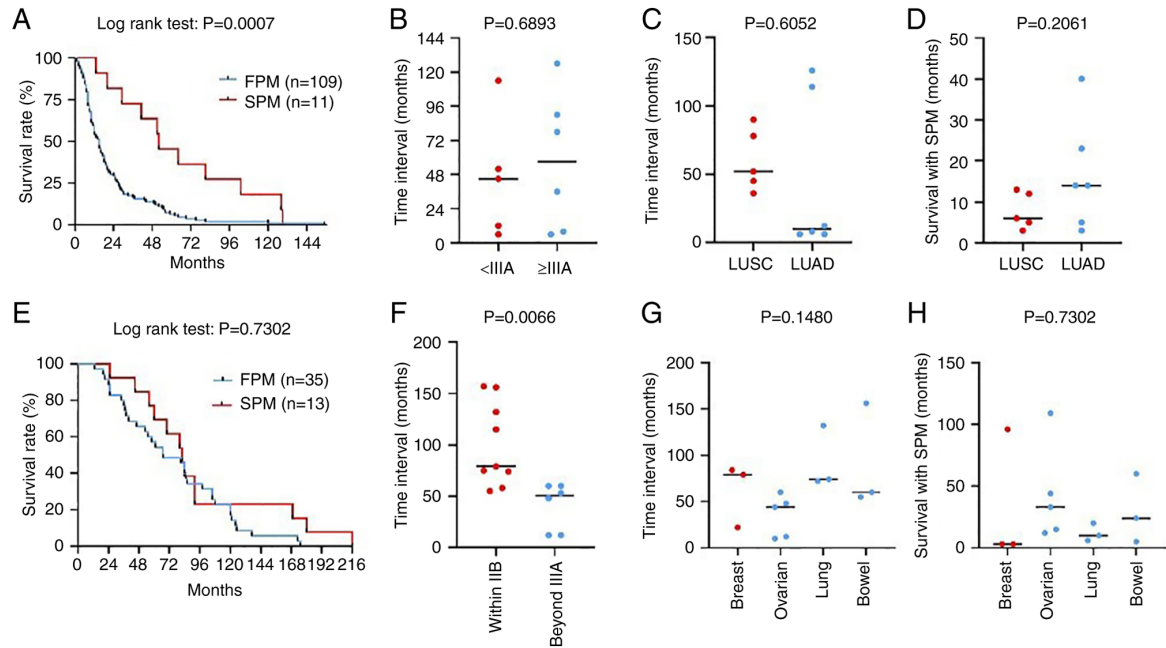 A
Log rank test: P=0.0007
Survival rate (%)
100
75
50
25
0
FPM (n=109)
SPM (n=11)
0 24 48 72 96 120 144
Months
B
P=0.6893
Time interval (months)
144
120
96
72
48
24
0
<IIIA ≥IIIA
C
P=0.6052
Time interval (months)
150
100
50
0
LUSC LUAD
D
P=0.2061
Survival with SPM (months)
50
40
30
20
10
0
LUSC LUAD
E
Log rank test: P=0.7302
Survival rate (%)
100
80
60
40
20
0
FPM (n=35)
SPM (n=13)
0 24 48 72 96 120 144 168 192 216
Months
F
P=0.0066
Time interval (months)
200
150
100
50
0
Within IIB
Beyond IIIA
G
P=0.1480
Time interval (months)
200
150
100
50
0
Breast
Ovarian
Lung
Bowel
H
P=0.7302
Survival with SPM (months)
150
100
50
0
Breast
Ovarian
Lung
Bowel